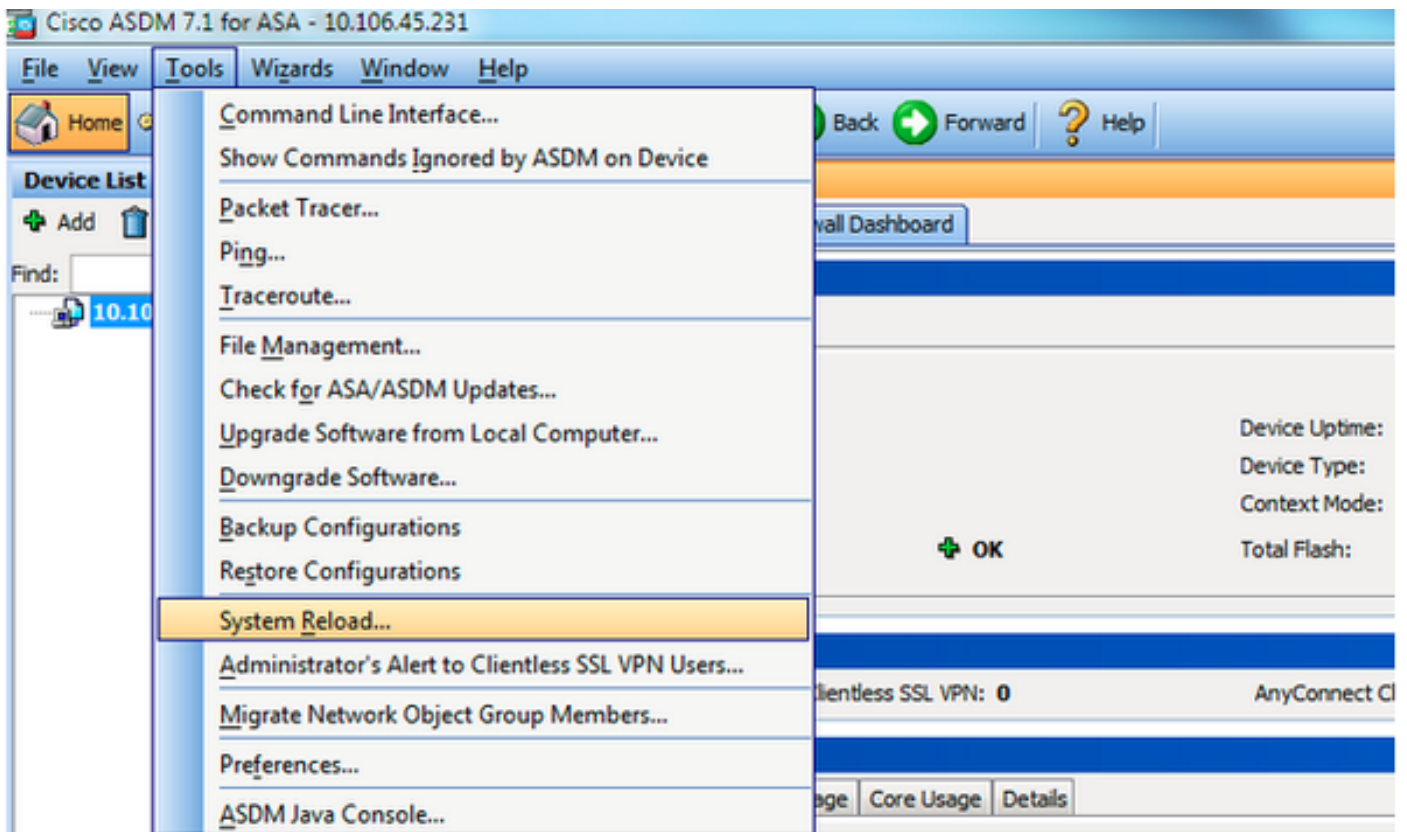 Cisco ASDM 7.1 for ASA - 10.106.45.231
File View Tools Wizards Window Help
Home
Back Forward Help
Command Line Interface...
Show Commands Ignored by ASDM on Device
Packet Tracer...
Ping...
Traceroute...
File Management...
Check for ASA/ASDM Updates...
Upgrade Software from Local Computer...
Downgrade Software...
Backup Configurations
Restore Configurations
System Reload...
Administrator's Alert to Clientless SSL VPN Users...
Migrate Network Object Group Members...
Preferences...
ASDM Java Console...
Device List
Add
Find:
10.10
wall Dashboard
Device Uptime:
Device Type:
Context Mode:
OK
Total Flash:
lientless SSL VPN: 0
AnyConnect Cl
age Core Usage Details